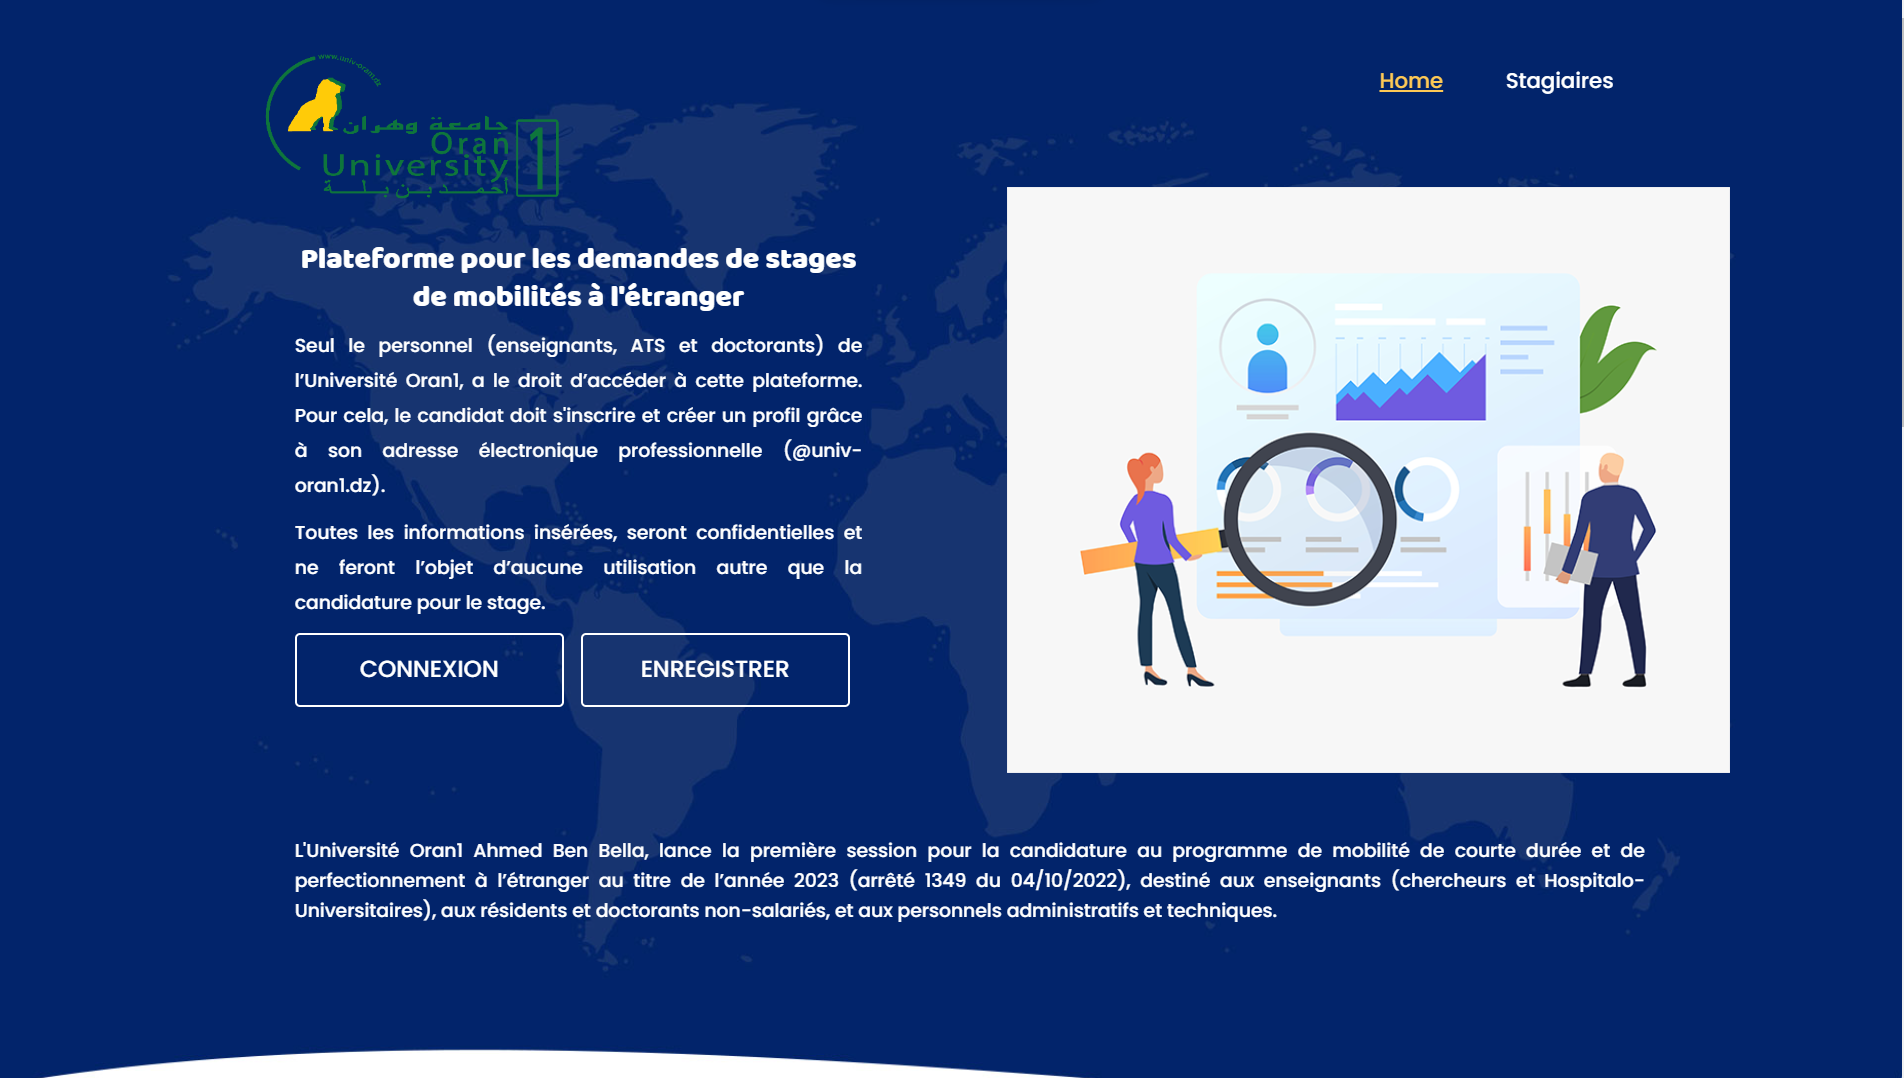 www.univ-oran1.dz
Home
Stagiaires
جامعة وهران
Oran
University
1
أحمد بن بلة
Plateforme pour les demandes de stages
de mobilités à l'étranger
Seul le personnel (enseignants, ATS et doctorants) de
l’Université Oran1, a le droit d’accéder à cette plateforme.
Pour cela, le candidat doit s'inscrire et créer un profil grâce
à son adresse électronique professionnelle (@univ-
oran1.dz).
Toutes les informations insérées, seront confidentielles et
ne feront l’objet d’aucune utilisation autre que la
candidature pour le stage.
CONNEXION
ENREGISTRER
L'Université Oran1 Ahmed Ben Bella, lance la première session pour la candidature au programme de mobilité de courte durée et de
perfectionnement à l’étranger au titre de l’année 2023 (arrêté 1349 du 04/10/2022), destiné aux enseignants (chercheurs et Hospitalo-
Universitaires), aux résidents et doctorants non-salariés, et aux personnels administratifs et techniques.